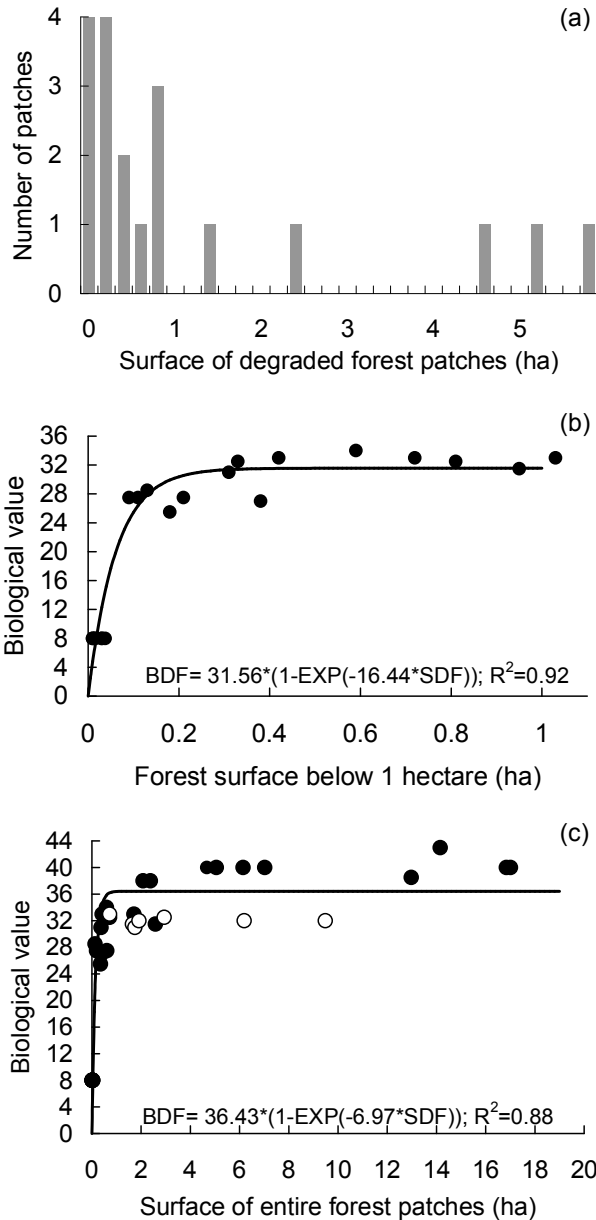 (a)
Number of patches
4
3
2
1
0
0 1 2 3 4 5
Surface of degraded forest patches (ha)
(b)
Biological value
36
32
28
24
20
16
12
8
4
0
BDF= 31.56*(1-EXP(-16.44*SDF)); R²=0.92
0 0.2 0.4 0.6 0.8 1
Forest surface below 1 hectare (ha)
(c)
Biological value
44
40
36
32
28
24
20
16
12
8
4
0
BDF= 36.43*(1-EXP(-6.97*SDF)); R²=0.88
0 2 4 6 8 10 12 14 16 18 20
Surface of entire forest patches (ha)